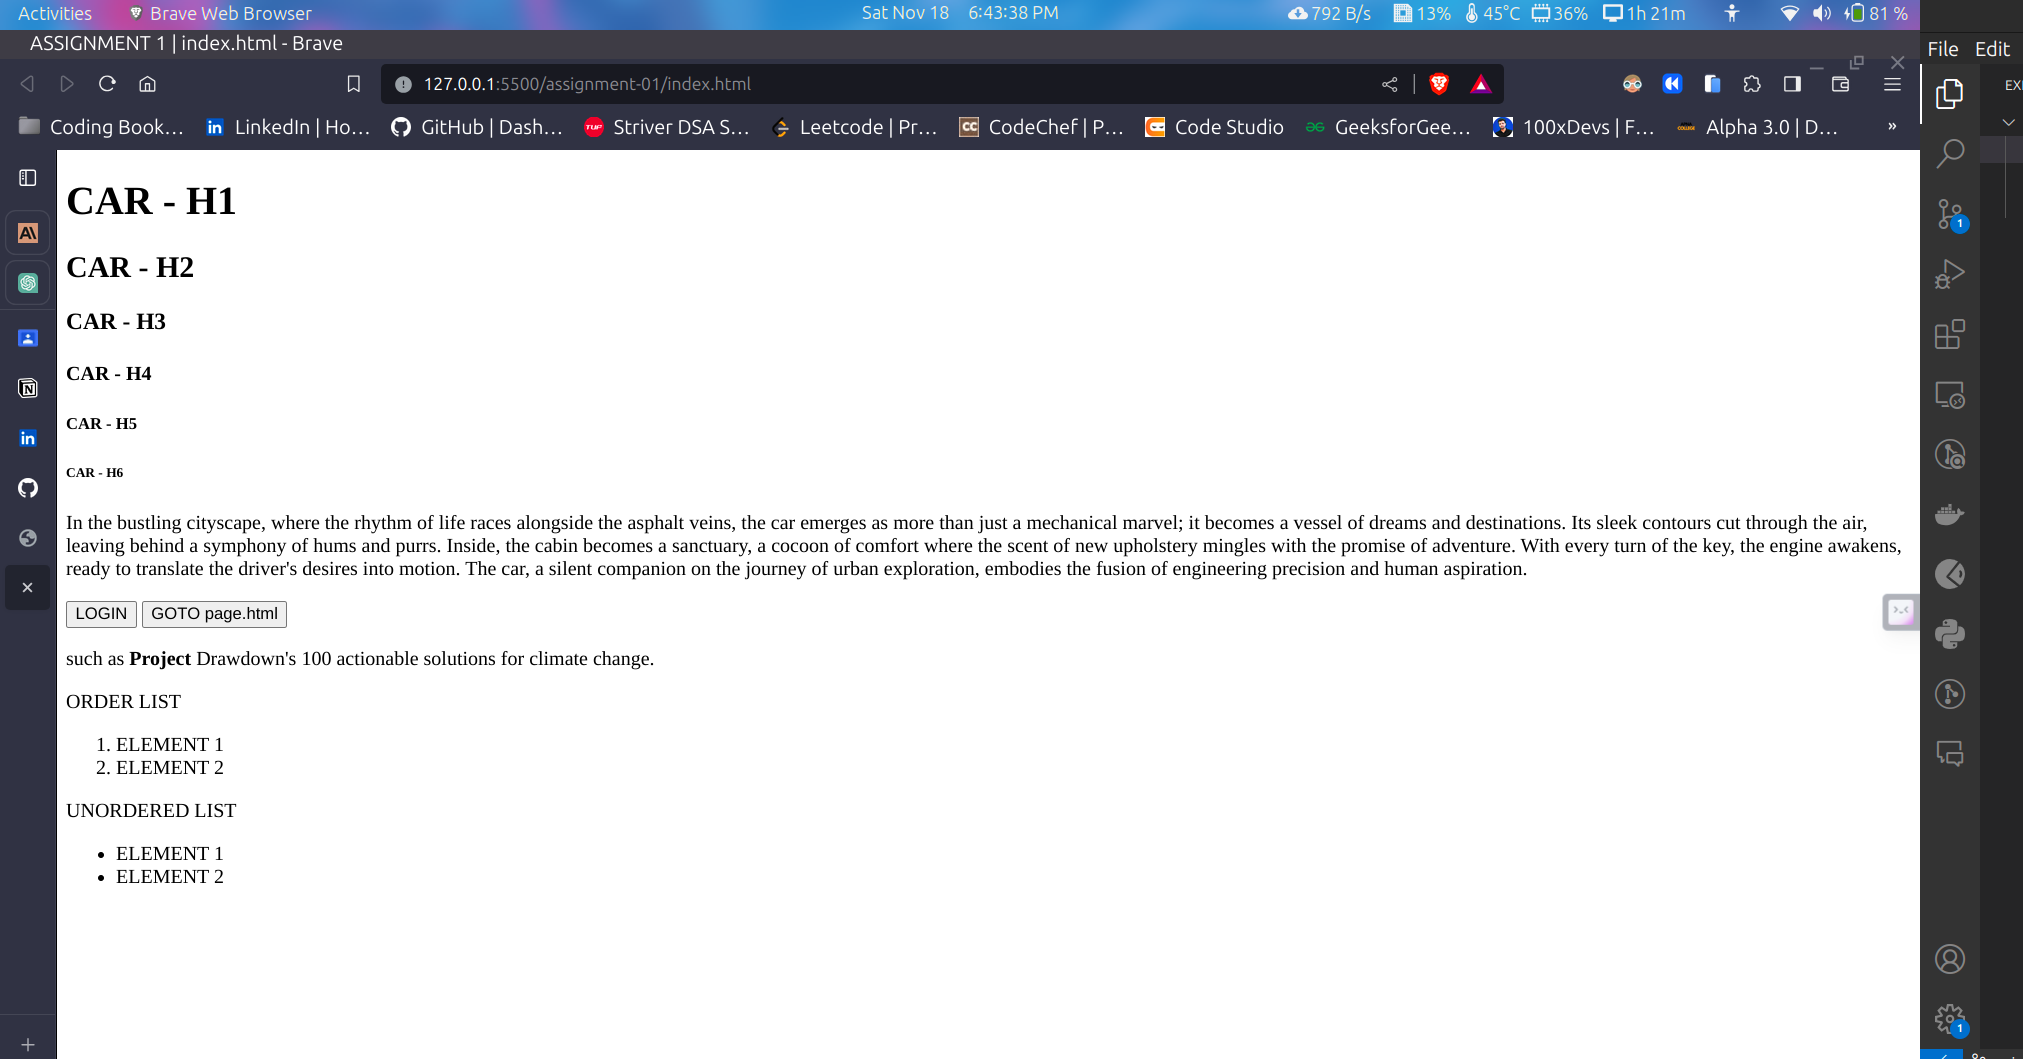 Activities Brave Web Browser Sat Nov 18 6:43:38 PM 792 B/s 13% 45°C 36% 1h 21m 81 %
ASSIGNMENT 1 | index.html - Brave
File Edit
127.0.0.1:5500/assignment-01/index.html
EX
Coding Book... LinkedIn | Ho... GitHub | Dash... TUF Striver DSA S... Leetcode | Pr... CC CodeChef | P... Code Studio GeeksforGee... 100xDevs | F... Alpha 3.0 | D... »
CAR - H1
CAR - H2
CAR - H3
CAR - H4
CAR - H5
CAR - H6
In the bustling cityscape, where the rhythm of life races alongside the asphalt veins, the car emerges as more than just a mechanical marvel; it becomes a vessel of dreams and destinations. Its sleek contours cut through the air,
leaving behind a symphony of hums and purrs. Inside, the cabin becomes a sanctuary, a cocoon of comfort where the scent of new upholstery mingles with the promise of adventure. With every turn of the key, the engine awakens,
ready to translate the driver's desires into motion. The car, a silent companion on the journey of urban exploration, embodies the fusion of engineering precision and human aspiration.
LOGIN GOTO page.html
such as Project Drawdown's 100 actionable solutions for climate change.
ORDER LIST
1. ELEMENT 1
2. ELEMENT 2
UNORDERED LIST
• ELEMENT 1
• ELEMENT 2
1
1